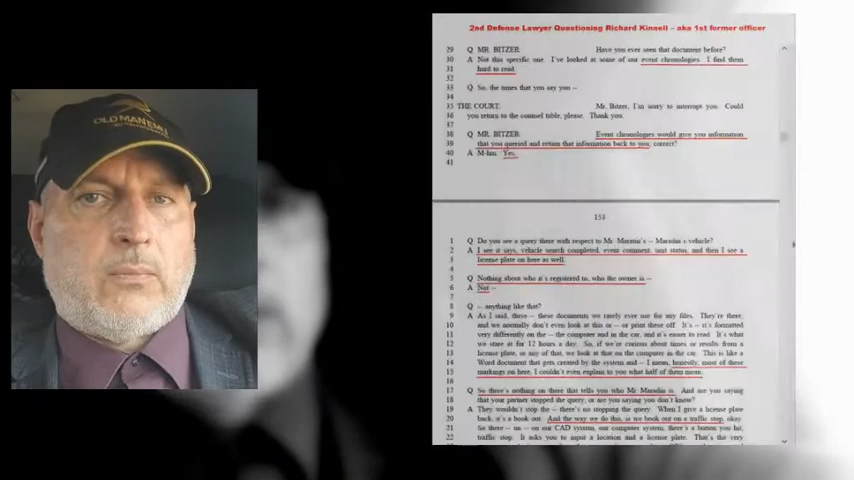 OLD MAN EMU
2nd Defense Lawyer Questioning Richard Kinsell – aka 1st former officer
29 Q MR. BITZER: Have you ever seen that document before?
30 A Not this specific one. I've looked at some of our event chronologies. I find them
31 hard to read.
32
33 Q So, the times that you say you --
34
35 THE COURT: Mr. Bitzer, I'm sorry to interrupt you. Could
36 you return to the counsel table, please. Thank you.
37
38 Q MR. BITZER: Event chronologies would give you information
39 that you queried and return that information back to you, correct?
40 A M-hm. Yes.
41
153
1 Q Do you see a query there with respect to Mr. Maradin's -- Maradin's vehicle?
2 A I see it says, vehicle search completed, event comment, unit status, and then I see a
3 license plate on here as well.
4
5 Q Nothing about who it's registered to, who the owner is --
6 A Not --
7
8 Q -- anything like that?
9 A As I said, these -- these documents we rarely ever use for any files. They're there,
10 and we normally don't even look at this or -- or print these off. It's -- it's formatted
11 very differently on the -- the computer and in the car, and it's easier to read. It's what
12 we stare at for 12 hours a day. So, if we're curious about times or results from a
13 license plate, or any of that, we look at that on the computer in the car. This is like a
14 Word document that gets created by the system and -- I mean, honestly, most of these
15 markings on here, I couldn't even explain to you what half of them mean.
16
17 Q So there's nothing on there that tells you who Mr. Maradin is. And are you saying
18 that your partner stopped the query, or are you saying you don't know?
19 A They wouldn't stop the -- there's no stopping the query. When I give a license plate
20 back, it's a book out. And the way we do this, is we book out on a traffic stop, okay.
21 So there -- on -- on our CAD system, our computer system, there's a button you hit,
22 traffic stop. It asks you to input a location and a license plate. That's the very